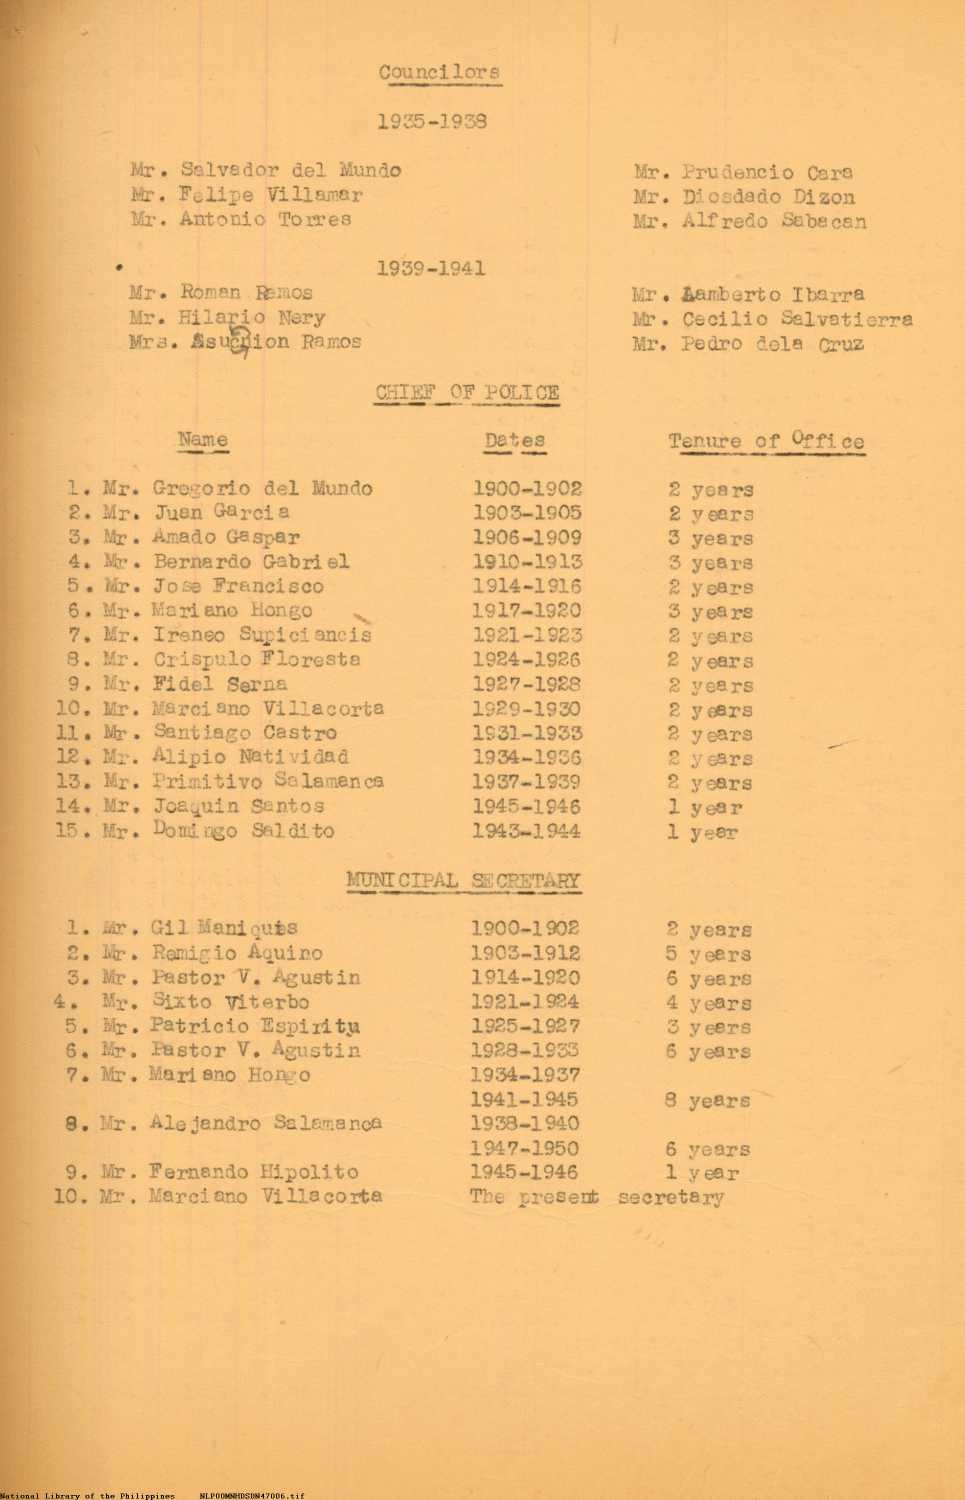 Councilors
1935-1938
Mr. Salvador del Mundo Mr. Prudencio Cara
Mr. Felipe Villamar Mr. Diosdado Dizon
Mr. Antonio Torres Mr. Alfredo Sabacan
1939-1941
Mr. Roman Ramos Mr. Lamberto Ibarra
Mr. Hilario Nery Mr. Cecilio Salvatierra
Mrs. Ramos Mr. Pedro dela Cruz
CHIEF OF POLICE
Name Dates Tenure of Office
1. Mr. Gregorio del Mundo 1900-1902 2 years
2. Mr. Juan Garcia 1903-1905 2 years
3. Mr. Amado Gaspar 1906-1909 3 years
4. Mr. Bernardo Gabriel 1910-1913 3 years
5. Mr. Jose Francisco 1914-1916 2 years
6. Mr. Mariano Hongo 1917-1920 3 years
7. Mr. Ireneo Supiciancis 1921-1923 2 years
8. Mr. Crispulo Floresta 1924-1926 2 years
9. Mr. Fidel Serna 1927-1928 2 years
10. Mr. Marciano Villacorta 1929-1930 2 years
11. Mr. Santiago Castro 1931-1933 2 years
12. Mr. Alipio Natividad 1934-1936 2 years
13. Mr. Primitivo Salamanca 1937-1939 2 years
14. Mr. Joaquin Santos 1945-1946 1 year
15. Mr. Domingo Saldito 1943-1944 1 year
MUNICIPAL SECRETARY
1. Mr. Gil Maniquis 1900-1902 2 years
2. Mr. Remigio Aquino 1903-1912 5 years
3. Mr. Pastor V. Agustin 1914-1920 6 years
4. Mr. Sixto Viterbo 1921-1924 4 years
5. Mr. Patricio Espiritu 1925-1927 3 years
6. Mr. Pastor V. Agustin 1928-1933 6 years
7. Mr. Mariano Hongo 1934-1937
1941-1945 8 years
8. Mr. Alejandro Salamanca 1938-1940
1947-1950 6 years
9. Mr. Fernando Hipolito 1945-1946 1 year
10. Mr. Marciano Villacorta The present secretary
National Library of the Philippines NLPOOMNHDSDN47006.tif